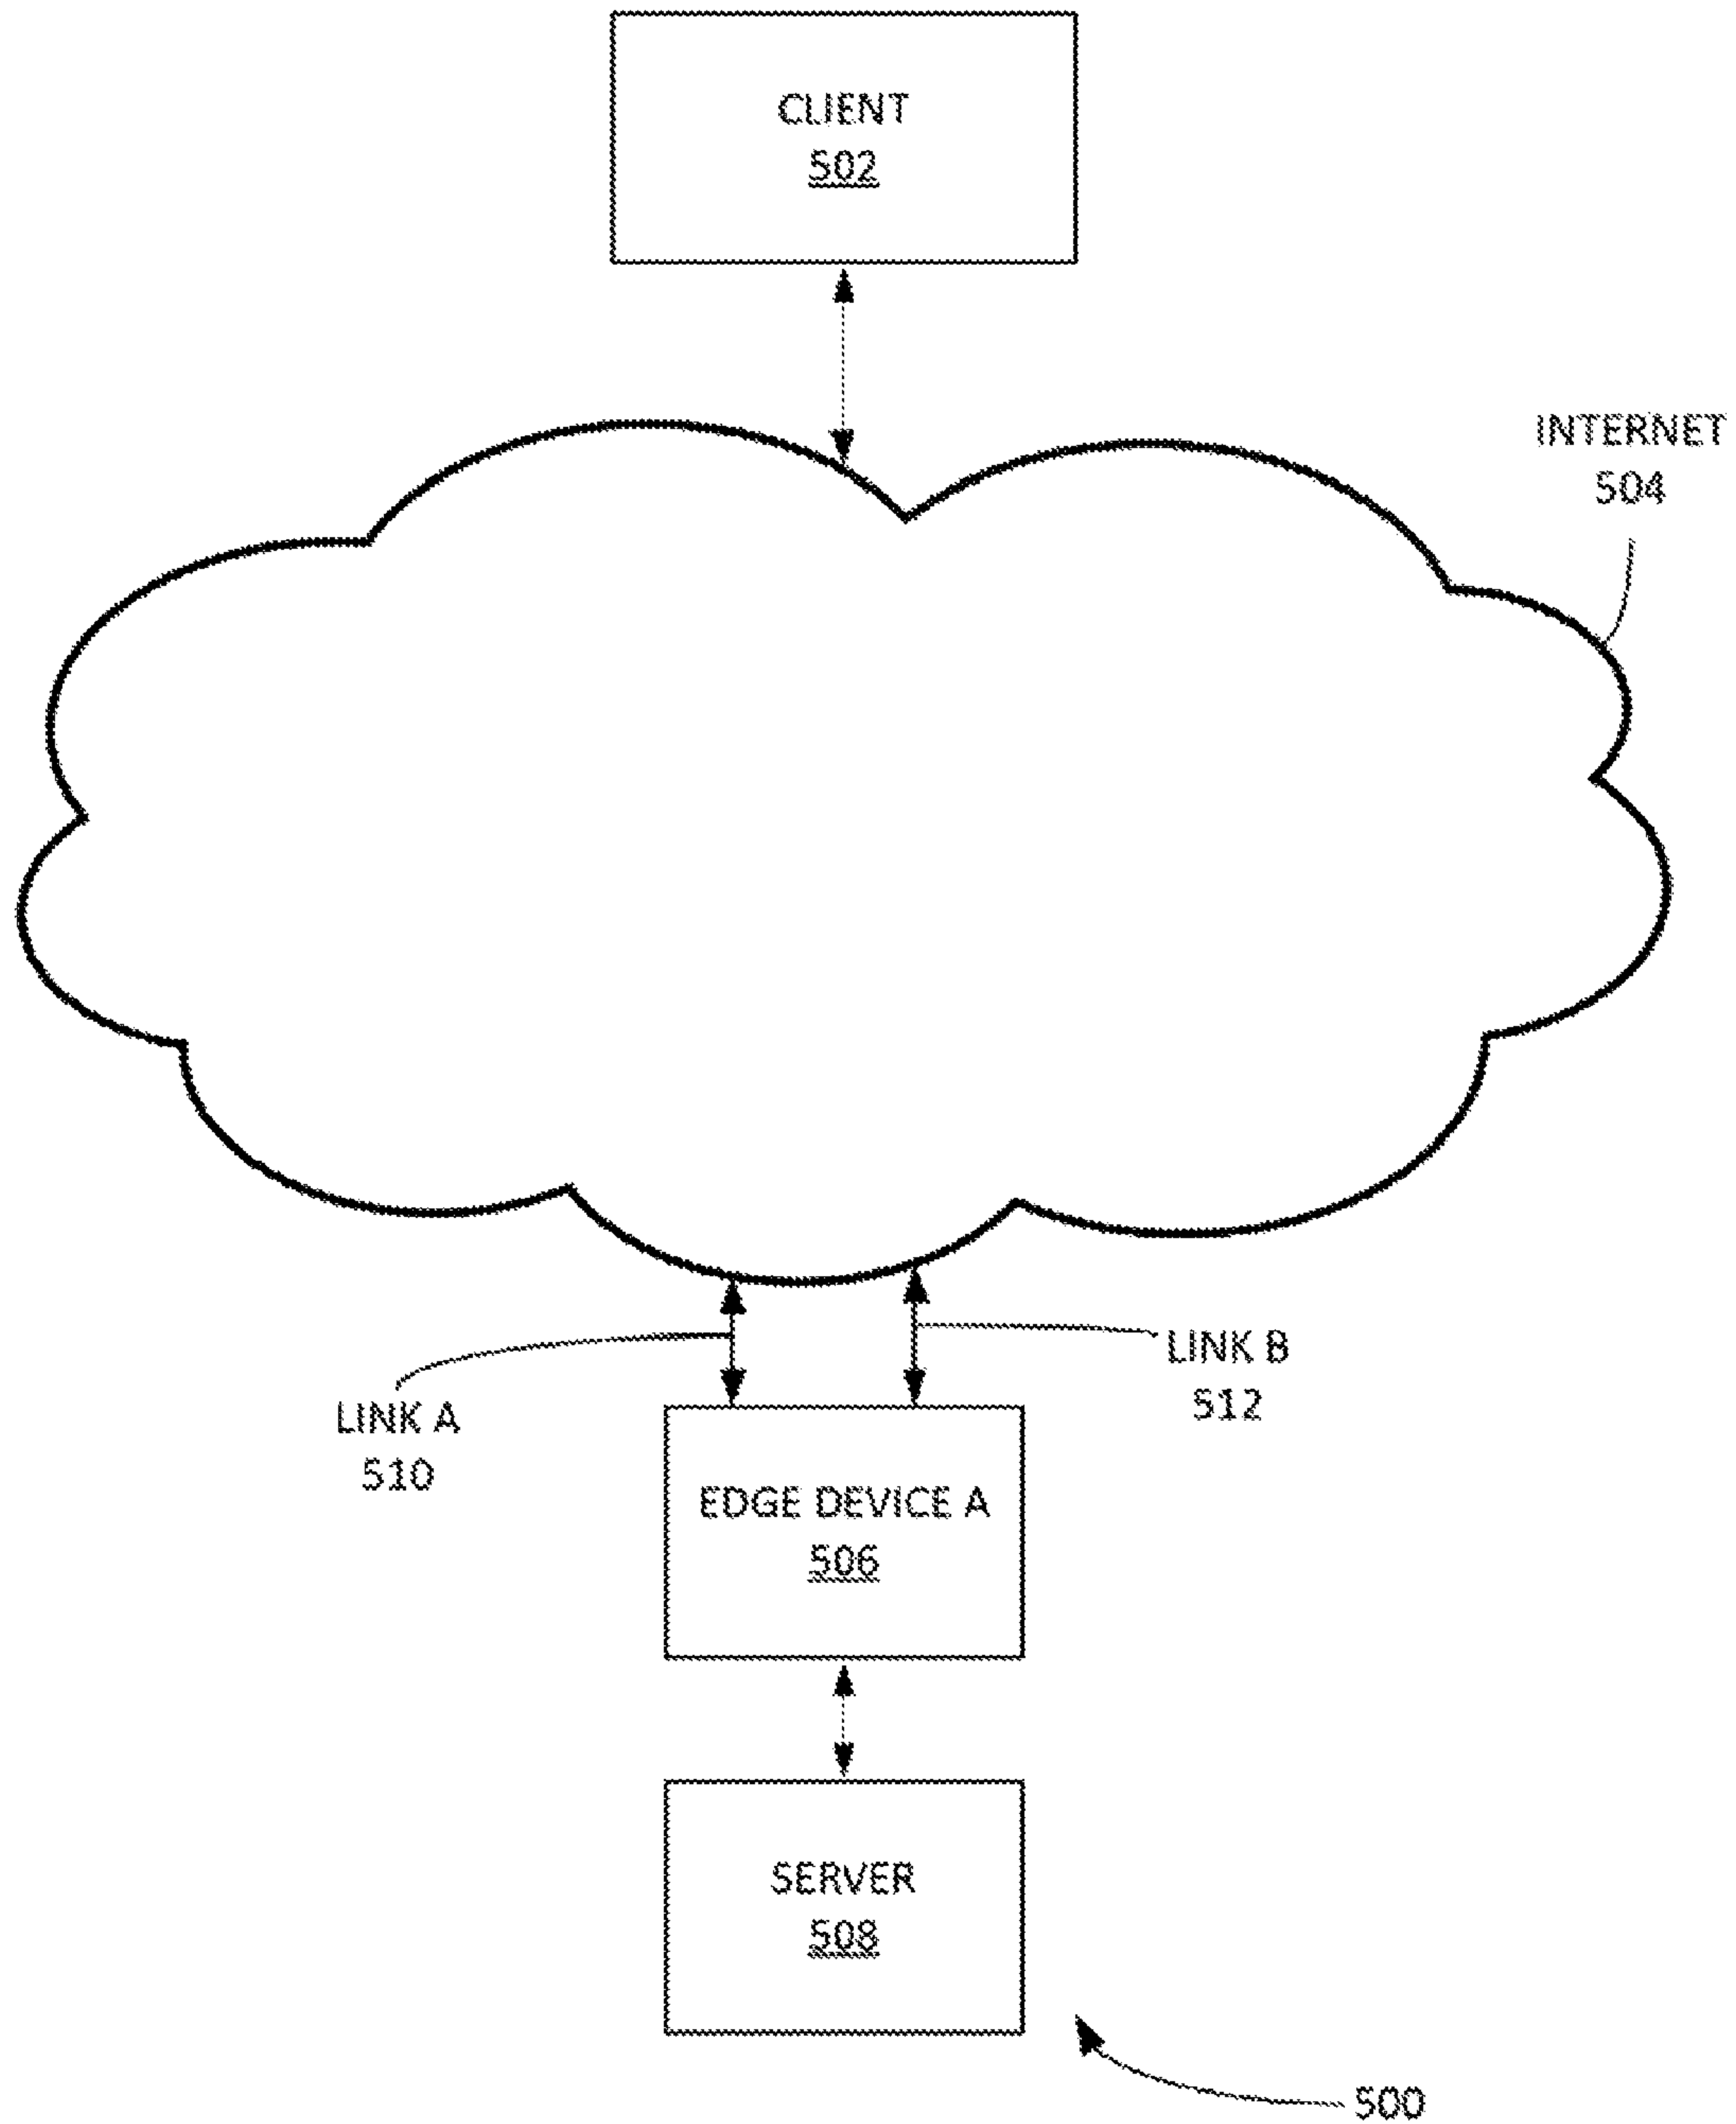 CLIENT
502
INTERNET
504
LINK A
510
LINK B
512
EDGE DEVICE A
506
SERVER
508
500